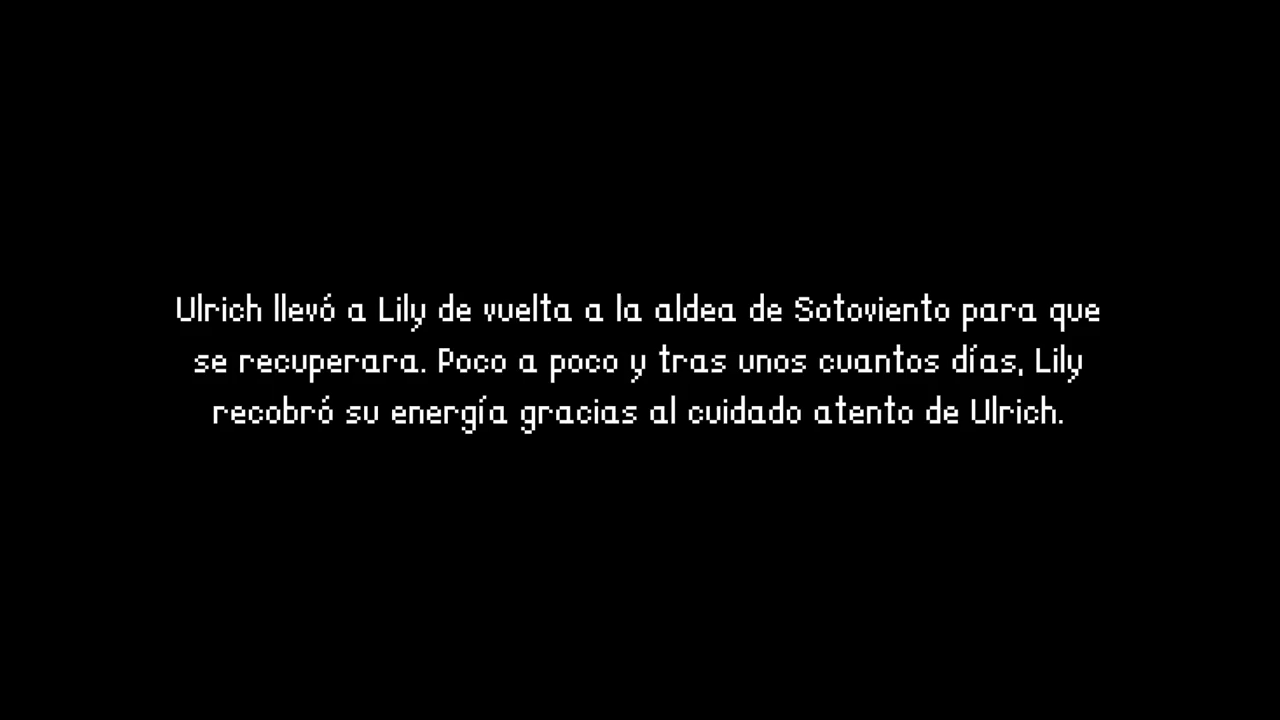 Ulrich llevó a Lily de vuelta a la aldea de Sotoviento para que
se recuperara. Poco a poco y tras unos cuantos días, Lily
recobró su energía gracias al cuidado atento de Ulrich.